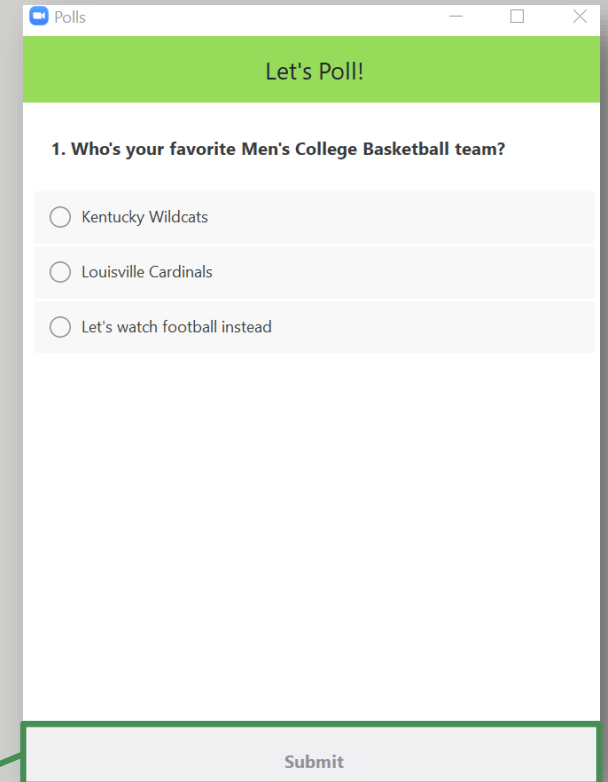 Polls
Let's Poll!
1. Who's your favorite Men's College Basketball team?
Kentucky Wildcats
Louisville Cardinals
Let's watch football instead
Submit